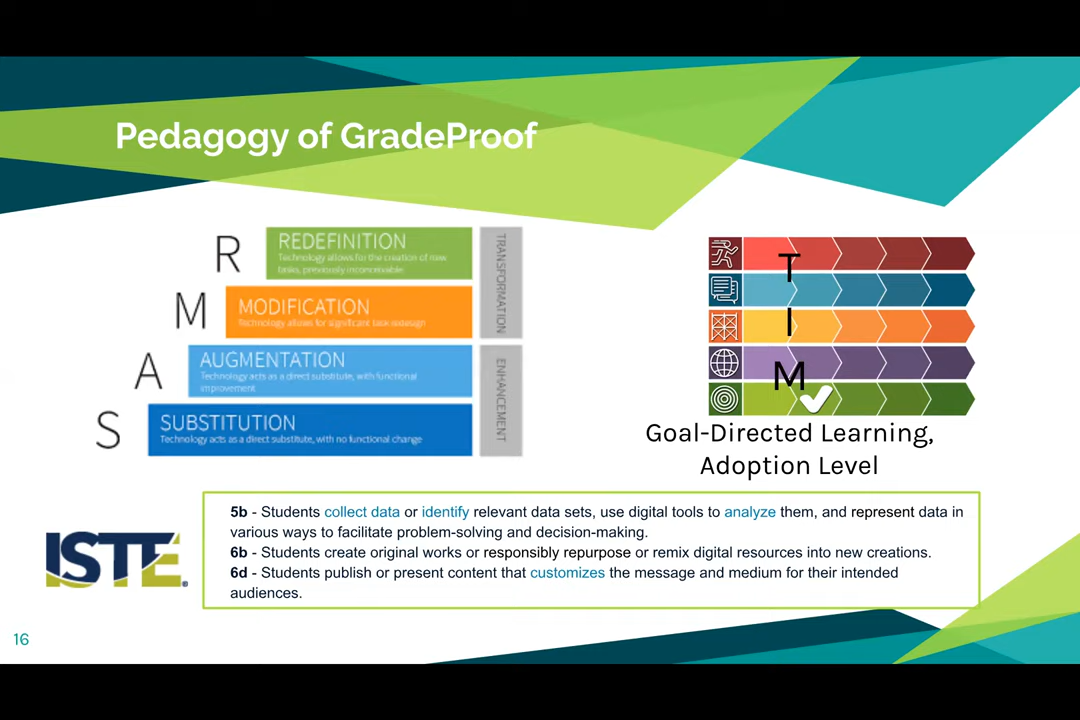 Pedagogy of GradeProof
R
REDEFINITION
Technology allows for the creation of new
tasks, previously inconceivable
M
MODIFICATION
Technology allows for significant task redesign
A
AUGMENTATION
Technology acts as a direct substitute, with functional
improvement
S
SUBSTITUTION
Technology acts as a direct substitute, with no functional change
TRANSFORMATION
ENHANCEMENT
T
I
M
Goal-Directed Learning,
Adoption Level
ISTE®
5b - Students collect data or identify relevant data sets, use digital tools to analyze them, and represent data in
various ways to facilitate problem-solving and decision-making.
6b - Students create original works or responsibly repurpose or remix digital resources into new creations.
6d - Students publish or present content that customizes the message and medium for their intended
audiences.
16